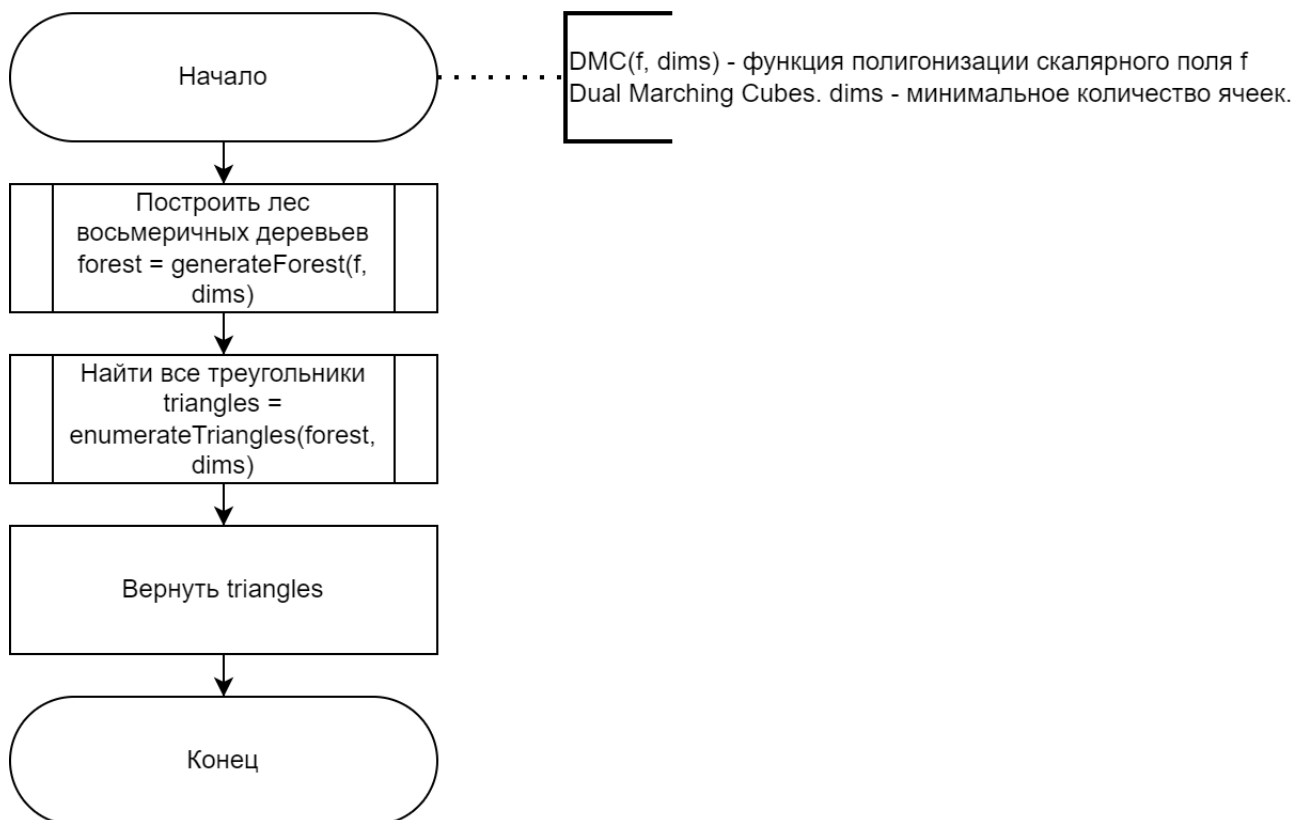 Начало
DMC(f, dims) - функция полигонизации скалярного поля f
Dual Marching Cubes. dims - минимальное количество ячеек.
Построить лес
восьмеричных деревьев
forest = generateForest(f,
dims)
Найти все треугольники
triangles =
enumerateTriangles(forest,
dims)
Вернуть triangles
Конец